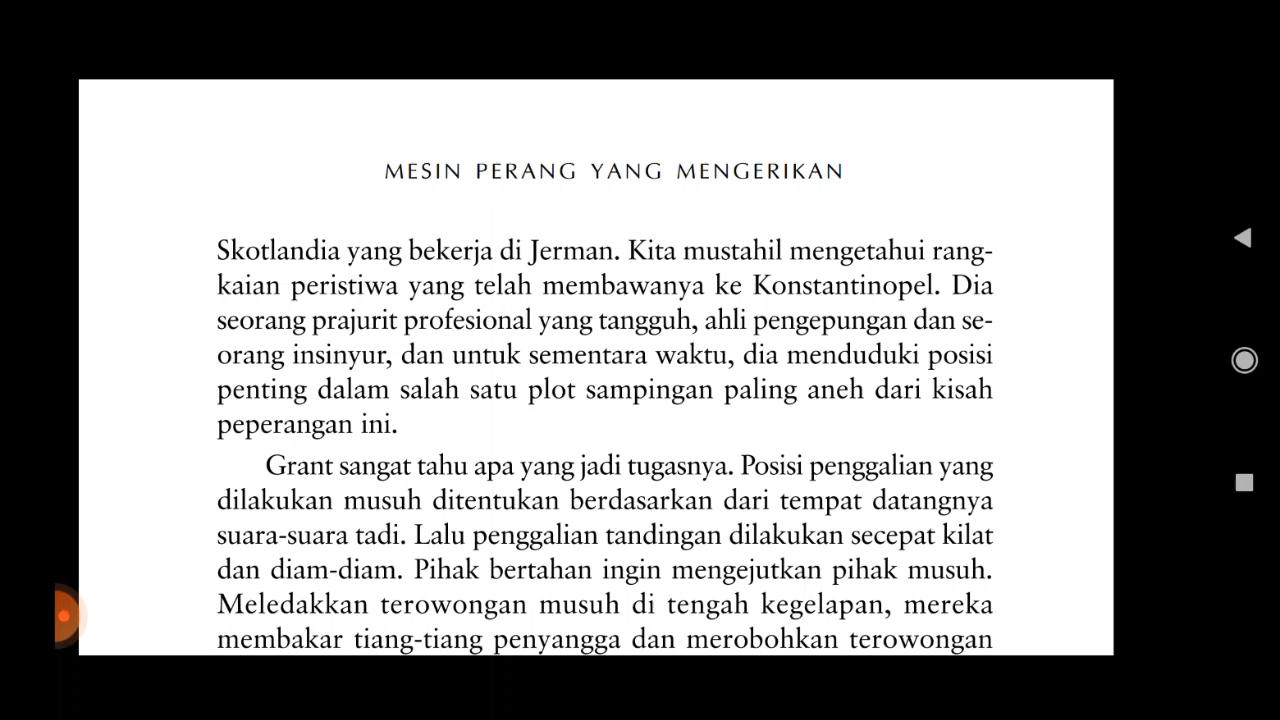 MESIN PERANG YANG MENGERIKAN
Skotlandia yang bekerja di Jerman. Kita mustahil mengetahui rang-
kaian peristiwa yang telah membawanya ke Konstantinopel. Dia
seorang prajurit profesional yang tangguh, ahli pengepungan dan se-
orang insinyur, dan untuk sementara waktu, dia menduduki posisi
penting dalam salah satu plot sampingan paling aneh dari kisah
peperangan ini.
Grant sangat tahu apa yang jadi tugasnya. Posisi penggalian yang
dilakukan musuh ditentukan berdasarkan dari tempat datangnya
suara-suara tadi. Lalu penggalian tandingan dilakukan secepat kilat
dan diam-diam. Pihak bertahan ingin mengejutkan pihak musuh.
Meledakkan terowongan musuh di tengah kegelapan, mereka
membakar tiang-tiang penyangga dan merobohkan terowongan